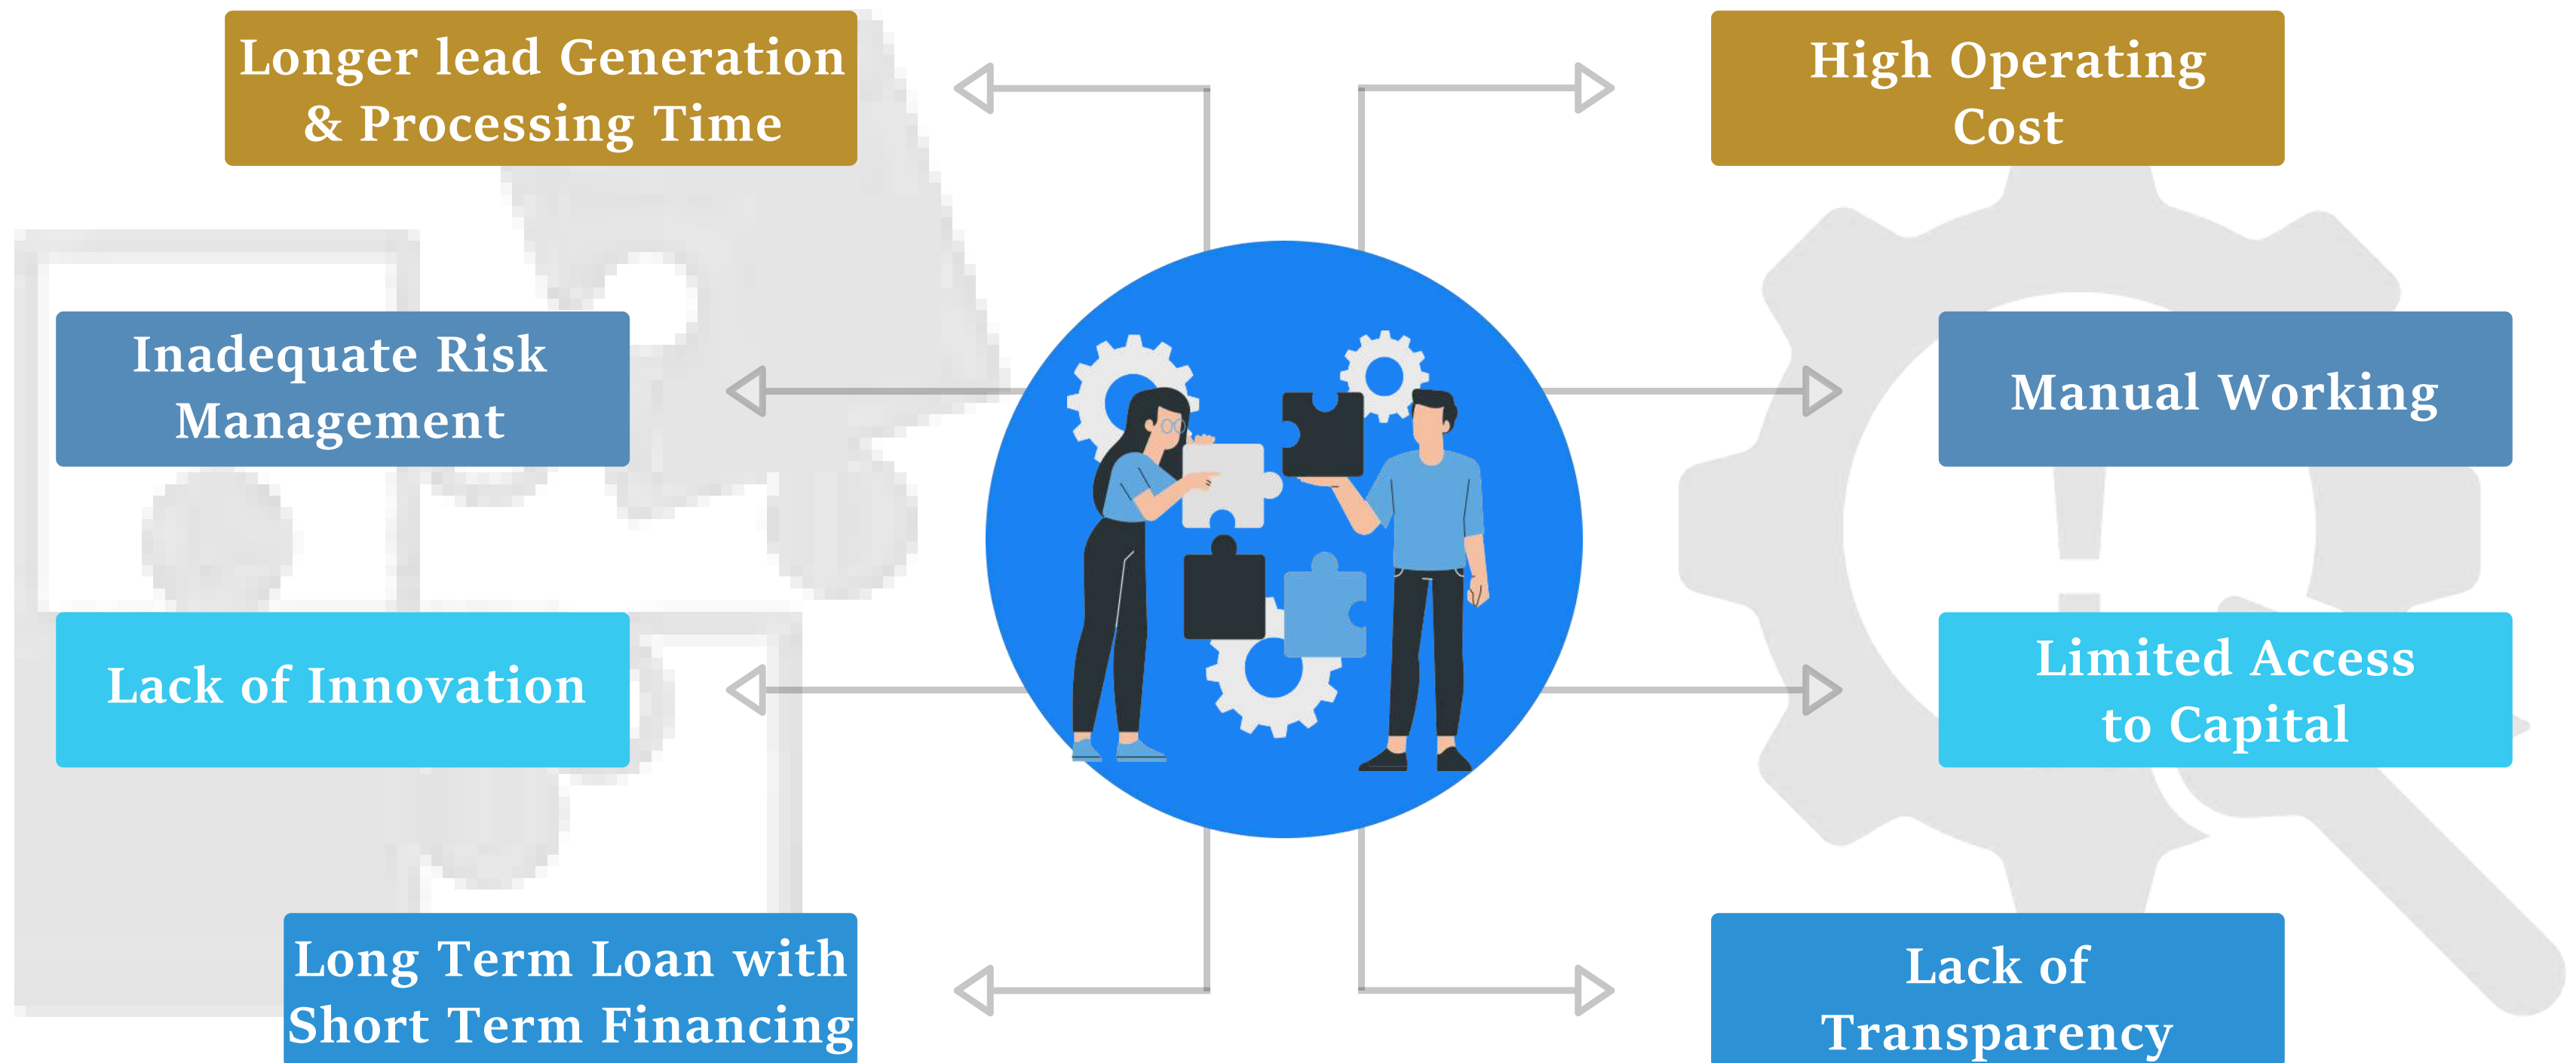 Longer lead Generation
& Processing Time
High Operating
Cost
Inadequate Risk
Management
Manual Working
Lack of Innovation
Limited Access
to Capital
Long Term Loan with
Short Term Financing
Lack of
Transparency